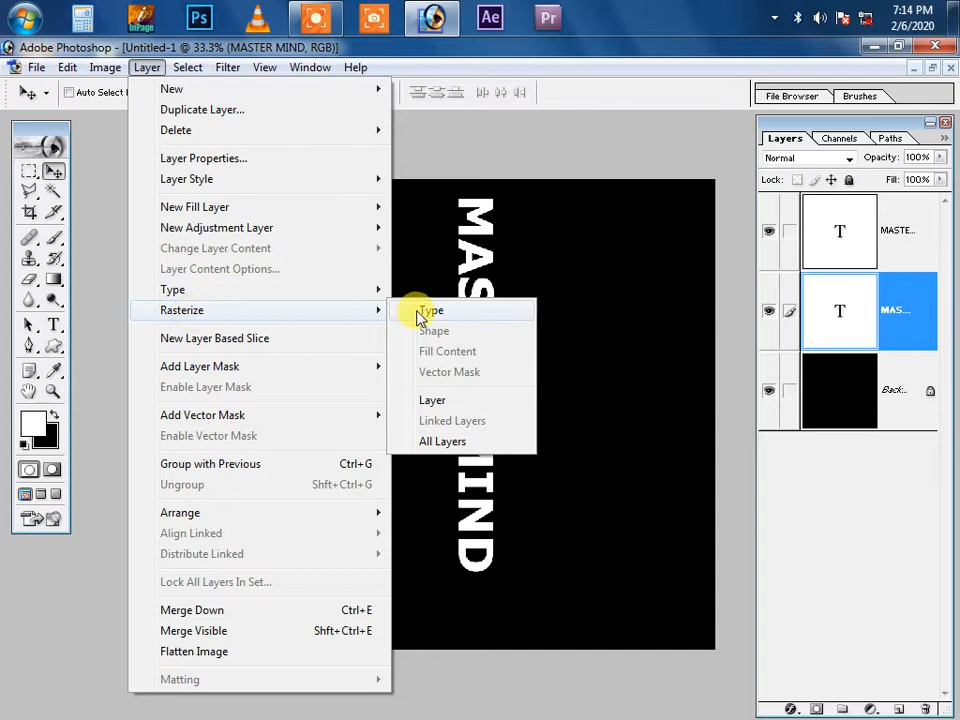 InPage
Ps
Ae
Pr
7:14 PM
2/6/2020
Adobe Photoshop - [Untitled-1 @ 33.3% (MASTER MIND, RGB)]
File Edit Image Layer Select Filter View Window Help
Auto Select
File Browser
Brushes
New
Duplicate Layer...
Delete
Layer Properties...
Layer Style
New Fill Layer
New Adjustment Layer
Change Layer Content
Layer Content Options...
Type
Rasterize
New Layer Based Slice
Add Layer Mask
Enable Layer Mask
Add Vector Mask
Enable Vector Mask
Group with Previous Ctrl+G
Ungroup Shft+Ctrl+G
Arrange
Align Linked
Distribute Linked
Lock All Layers In Set...
Merge Down Ctrl+E
Merge Visible Shft+Ctrl+E
Flatten Image
Matting
Type
Shape
Fill Content
Vector Mask
Layer
Linked Layers
All Layers
MAS
MIND
Layers Channels Paths
Normal Opacity: 100%
Lock: Fill: 100%
T MASTE...
T MAS...
Back...
T